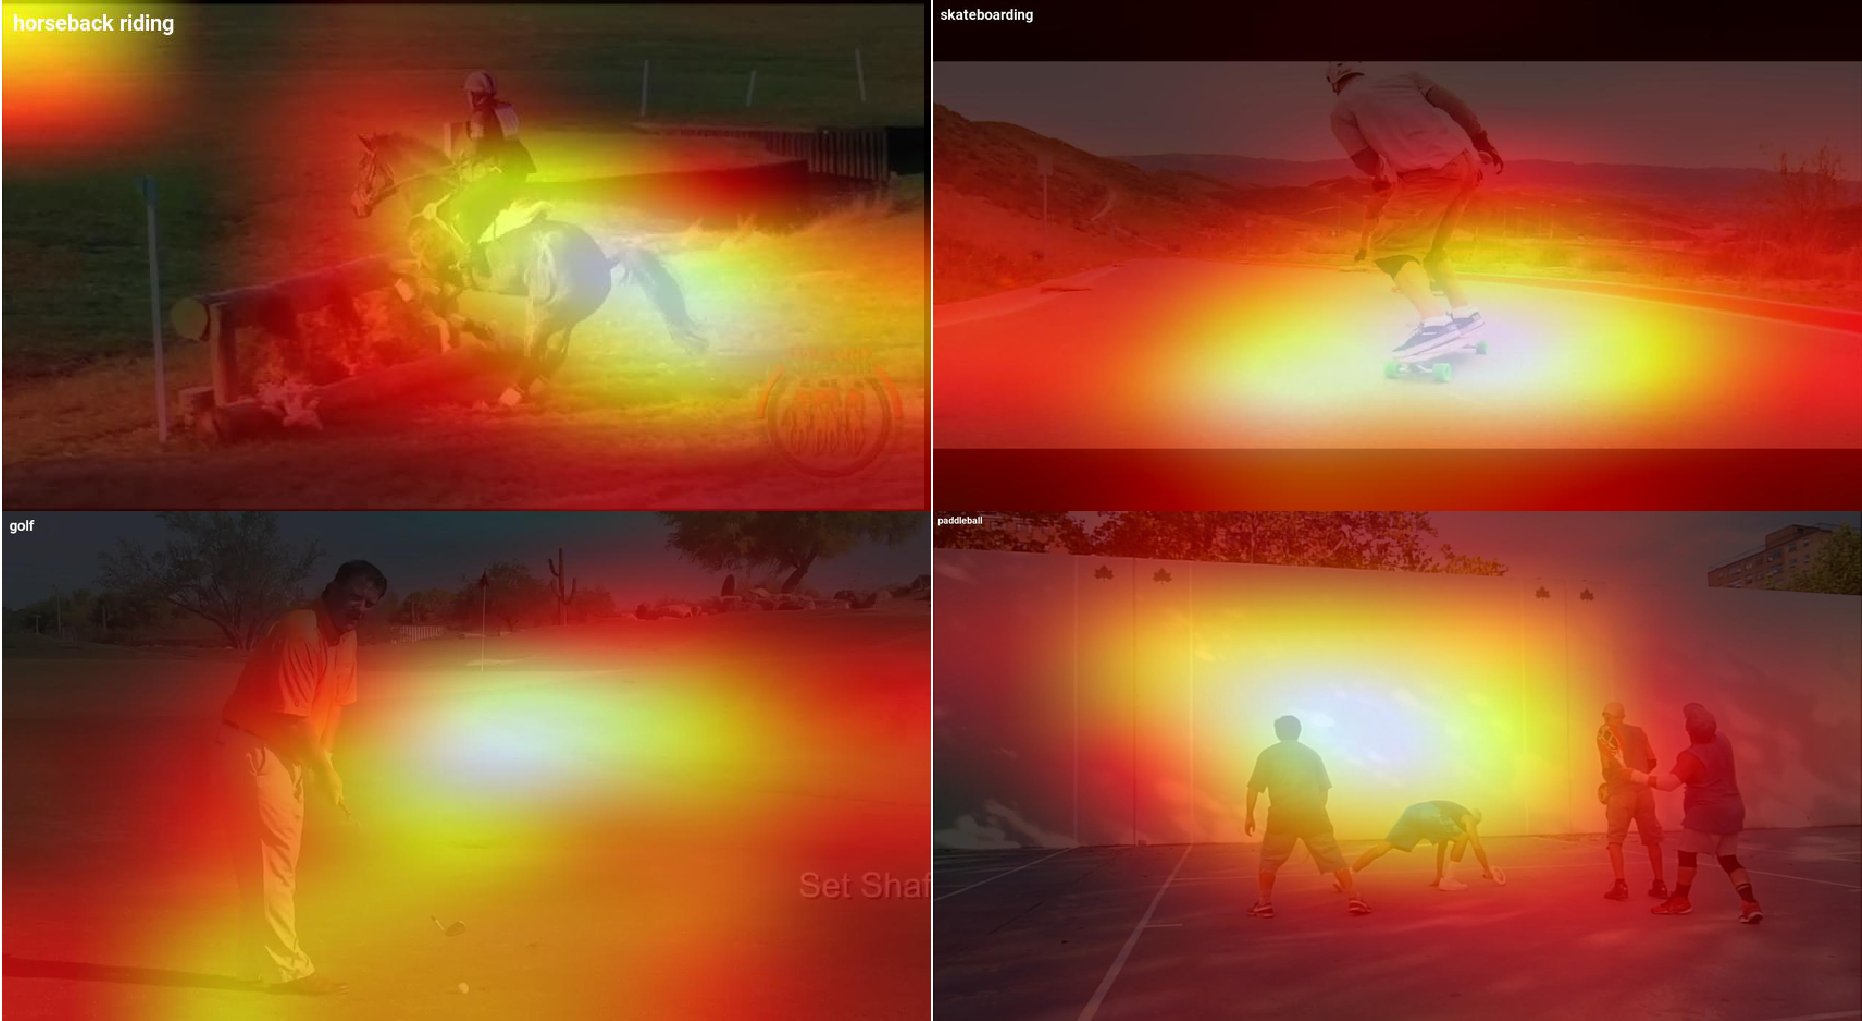 horseback riding
skateboarding
golf
paddleball
Set Shaf